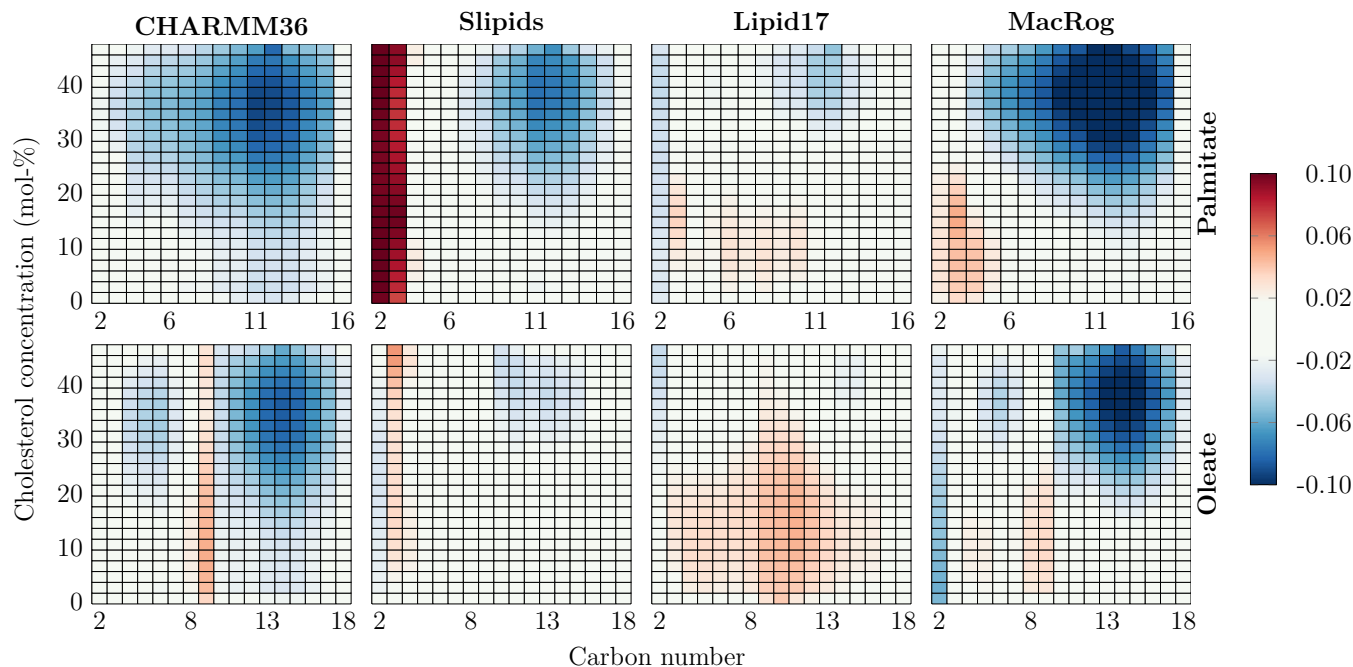 CHARMM36 Slipids Lipid17 MacRog
Cholesterol concentration (mol-%)
40
30
20
10
0
2 6 11 16 2 6 11 16 2 6 11 16 2 6 11 16
Palmitate
40
30
20
10
0
2 8 13 18 2 8 13 18 2 8 13 18 2 8 13 18
Oleate
Carbon number
0.10
0.06
0.02
-0.02
-0.06
-0.10